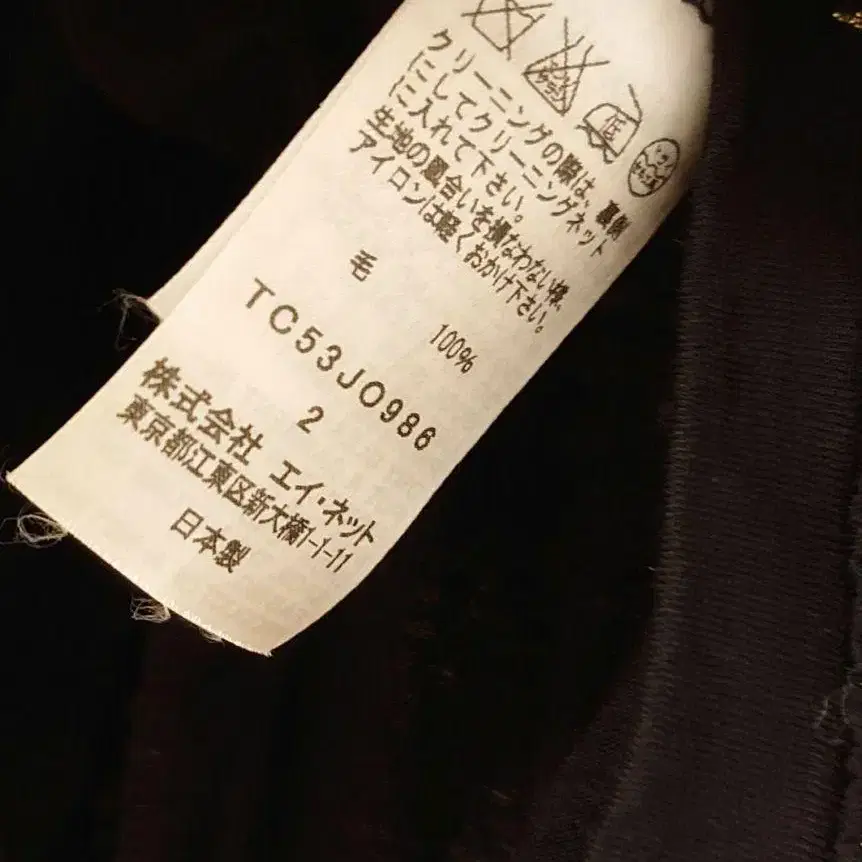 低
クリーニングの際は、裏側
にしてクリーニングネット
に入れて下さい。
生地の風合いを損なわない様、
アイロンは軽くおかけ下さい。
毛 100%
TC53JO986
2
株式会社 エイ・ネット
東京都江東区新大橋1-1-11
日本製